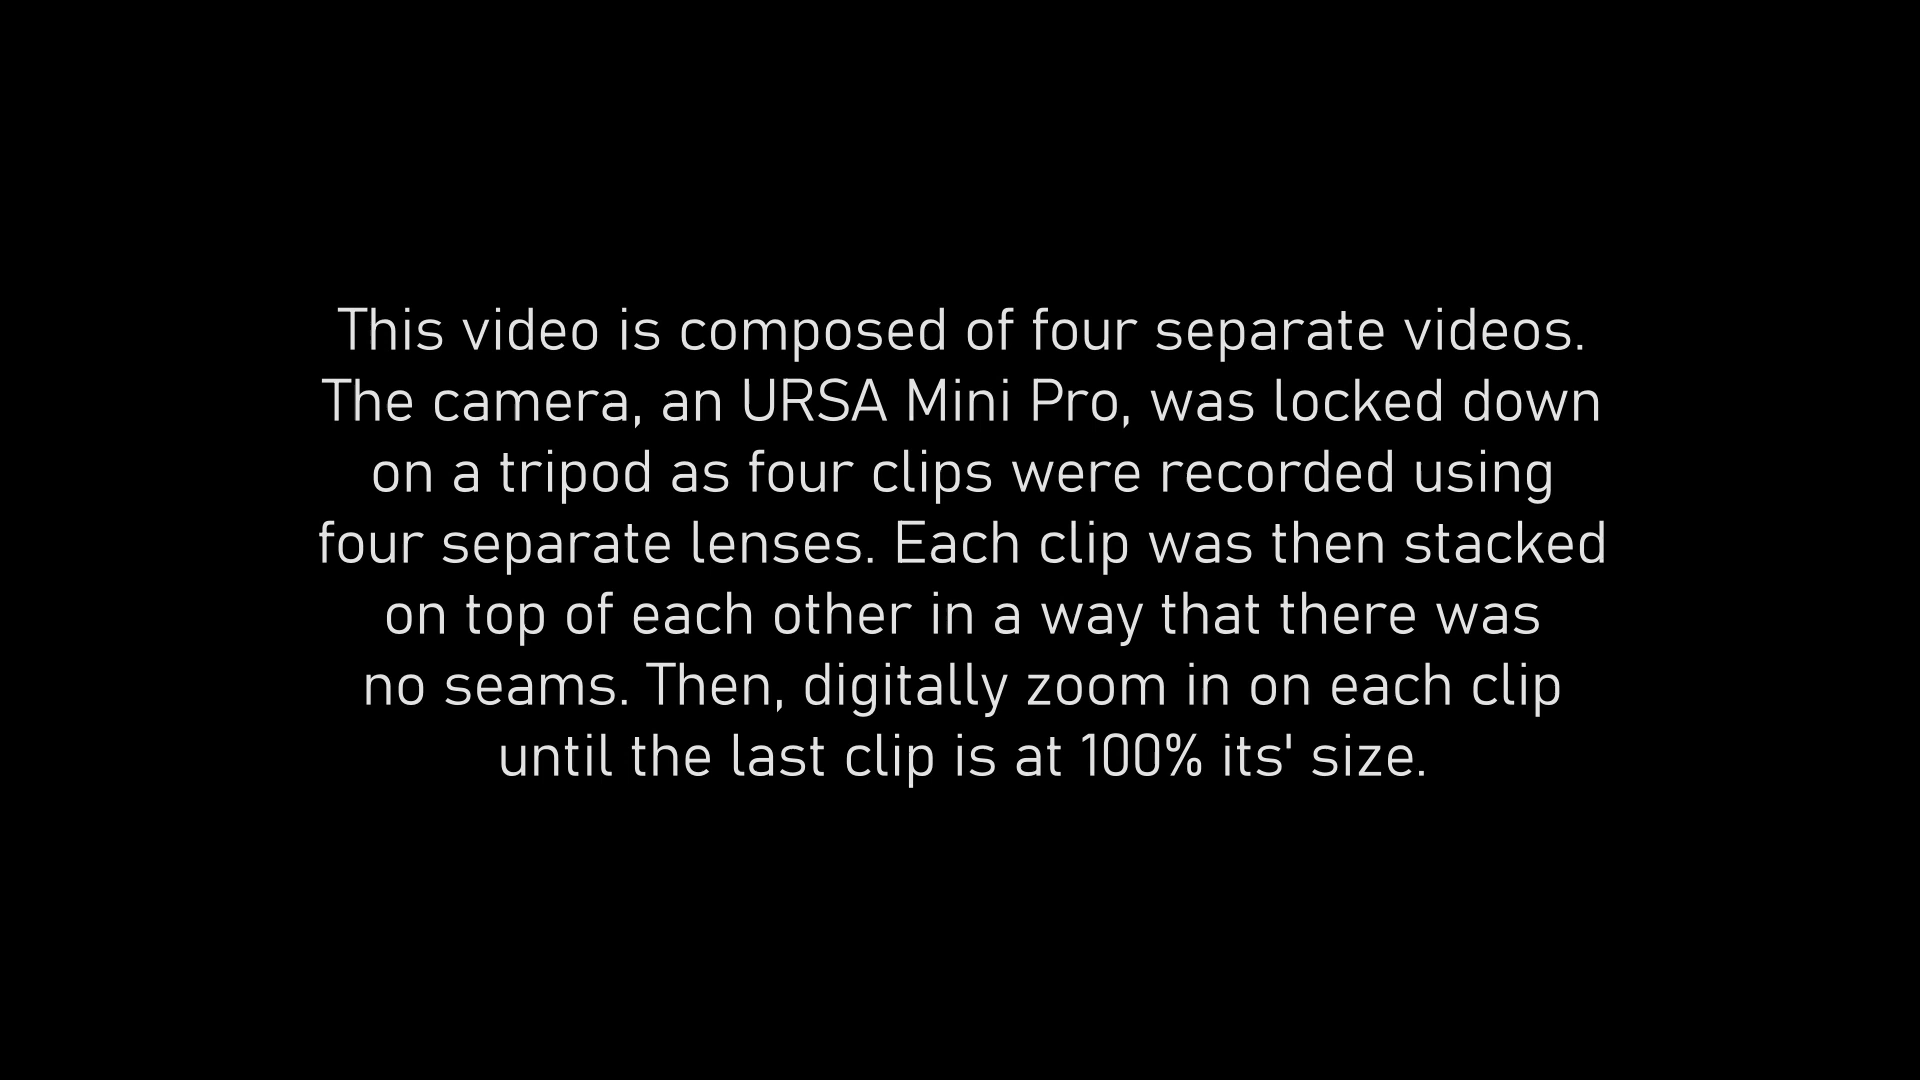 This video is composed of four separate videos.
The camera, an URSA Mini Pro, was locked down
on a tripod as four clips were recorded using
four separate lenses. Each clip was then stacked
on top of each other in a way that there was
no seams. Then, digitally zoom in on each clip
until the last clip is at 100% its' size.